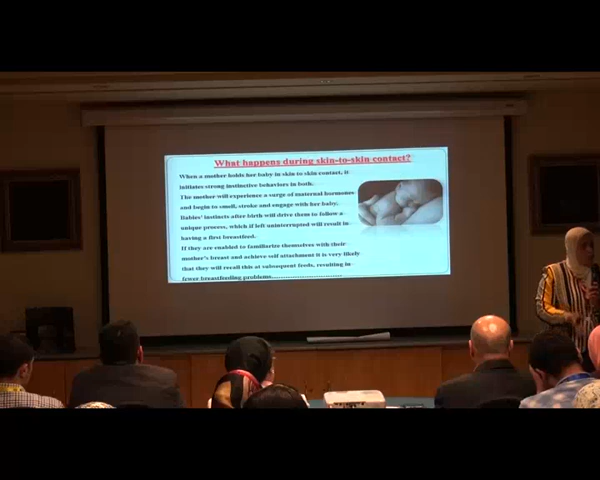 What happens during skin-to-skin contact?
When a mother holds her baby in skin to skin contact, it
initiates strong instinctive behaviors in both.
The mother will experience a surge of maternal hormones
and begin to smell, stroke and engage with her baby.
Babies' instincts after birth will drive them to follow a
unique process, which if left uninterrupted will result in
having a first breastfeed.
If they are enabled to familiarize themselves with their
mother's breast and achieve self attachment it is very likely
that they will recall this at subsequent feeds, resulting in
fewer breastfeeding problems..............................